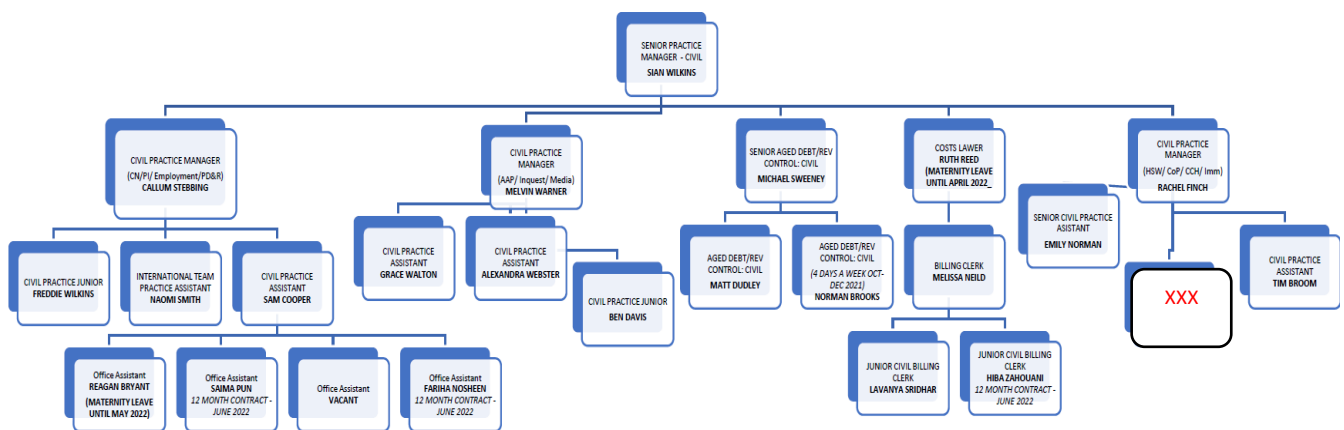 SENIOR PRACTICE
MANAGER - CIVIL
SIAN WILKINS
CIVIL PRACTICE MANAGER
(CN/PI/ Employment/PD&R)
CALLUM STEBBING
CIVIL PRACTICE
MANAGER
(AAP/ Inquest/ Media)
MELVIN WARNER
SENIOR AGED DEBT/REV
CONTROL: CIVIL
MICHAEL SWEENEY
COSTS LAWER
RUTH REED
(MATERNITY LEAVE
UNTIL APRIL 2022_
CIVIL PRACTICE
MANAGER
(HSW/ CoP/ CCH/ Imm)
RACHEL FINCH
CIVIL PRACTICE JUNIOR
FREDDIE WILKINS
INTERNATIONAL TEAM
PRACTICE ASSISTANT
NAOMI SMITH
CIVIL PRACTICE
ASSISTANT
SAM COOPER
CIVIL PRACTICE
ASSISTANT
GRACE WALTON
CIVIL PRACTICE
ASSISTANT
ALEXANDRA WEBSTER
CIVIL PRACTICE JUNIOR
BEN DAVIS
AGED DEBT/REV
CONTROL: CIVIL
MATT DUDLEY
AGED DEBT/REV
CONTROL: CIVIL
(4 DAYS A WEEK OCT-
DEC 2021)
NORMAN BROOKS
BILLING CLERK
MELISSA NEILD
SENIOR CIVIL PRACTICE
ASISTANT
EMILY NORMAN
XXX
CIVIL PRACTICE
ASSISTANT
TIM BROOM
Office Assistant
REAGAN BRYANT
(MATERNITY LEAVE
UNTIL MAY 2022)
Office Assistant
SAIMA PUN
12 MONTH CONTRACT -
JUNE 2022
Office Assistant
VACANT
Office Assistant
FARIHA NOSHEEN
12 MONTH CONTRACT -
JUNE 2022
JUNIOR CIVIL BILLING
CLERK
LAVANYA SRIDHAR
JUNIOR CIVIL BILLING
CLERK
HIBA ZAHOUANI
12 MONTH CONTRACT -
JUNE 2022